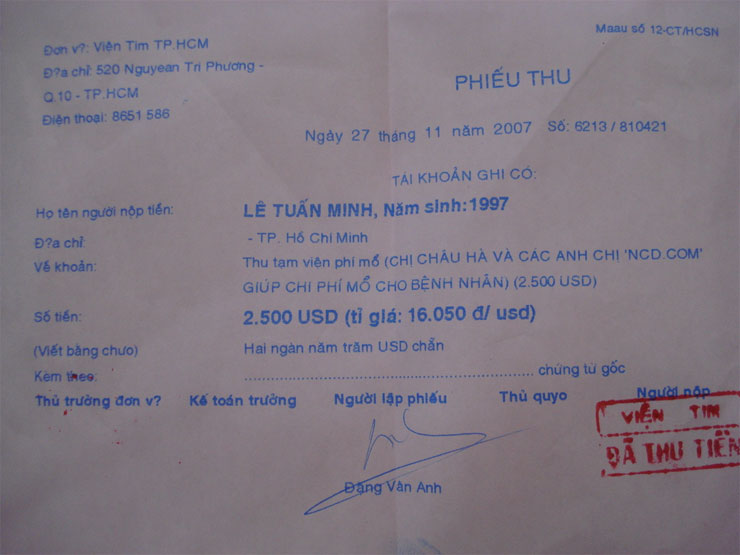 Maau số 12-CT/HCSN
Đơn v?: Viện Tim TP.HCM
Đ?a chỉ: 520 Nguyean Tri Phương -
Q.10 - TP.HCM
Điện thoại: 8651 586
PHIẾU THU
Ngày 27 tháng 11 năm 2007 Số: 6213 / 810421
TÀI KHOẢN GHI CÓ:
Họ tên người nộp tiền: LÊ TUẤN MINH, Năm sinh:1997
Đ?a chỉ: - TP. Hồ Chí Minh
Về khoản: Thu tạm viện phí mổ (CHỊ CHÂU HÀ VÀ CÁC ANH CHỊ 'NCD.COM'
GIÚP CHI PHÍ MỔ CHO BỆNH NHÂN) (2.500 USD)
Số tiền: 2.500 USD (tỉ giá: 16.050 đ/ usd)
(Viết bằng chưo) Hai ngàn năm trăm USD chẵn
Kèm theo: ........................................ chứng từ gốc
Thủ trưởng đơn v? Kế toán trưởng Người lập phiếu Thủ quyo Người nộp
VIỆN TIM
ĐÃ THU TIỀN
Đặng Vân Anh